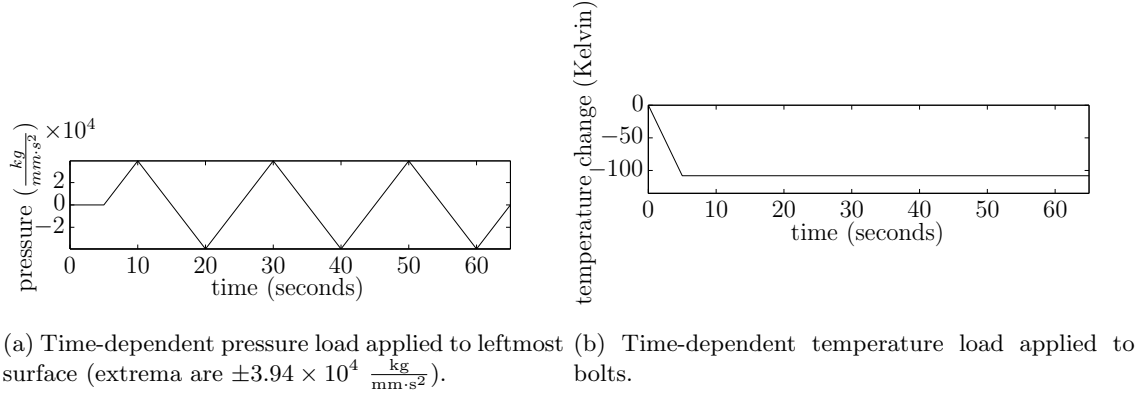 ×10⁴
pressure (kg/mm·s²)
2
0
−2
0 10 20 30 40 50 60
time (seconds)
temperature change (Kelvin)
0
−50
−100
0 10 20 30 40 50 60
time (seconds)
(a) Time-dependent pressure load applied to leftmost
surface (extrema are ±3.94 × 10⁴ kg/mm·s²).
(b) Time-dependent temperature load applied to
bolts.